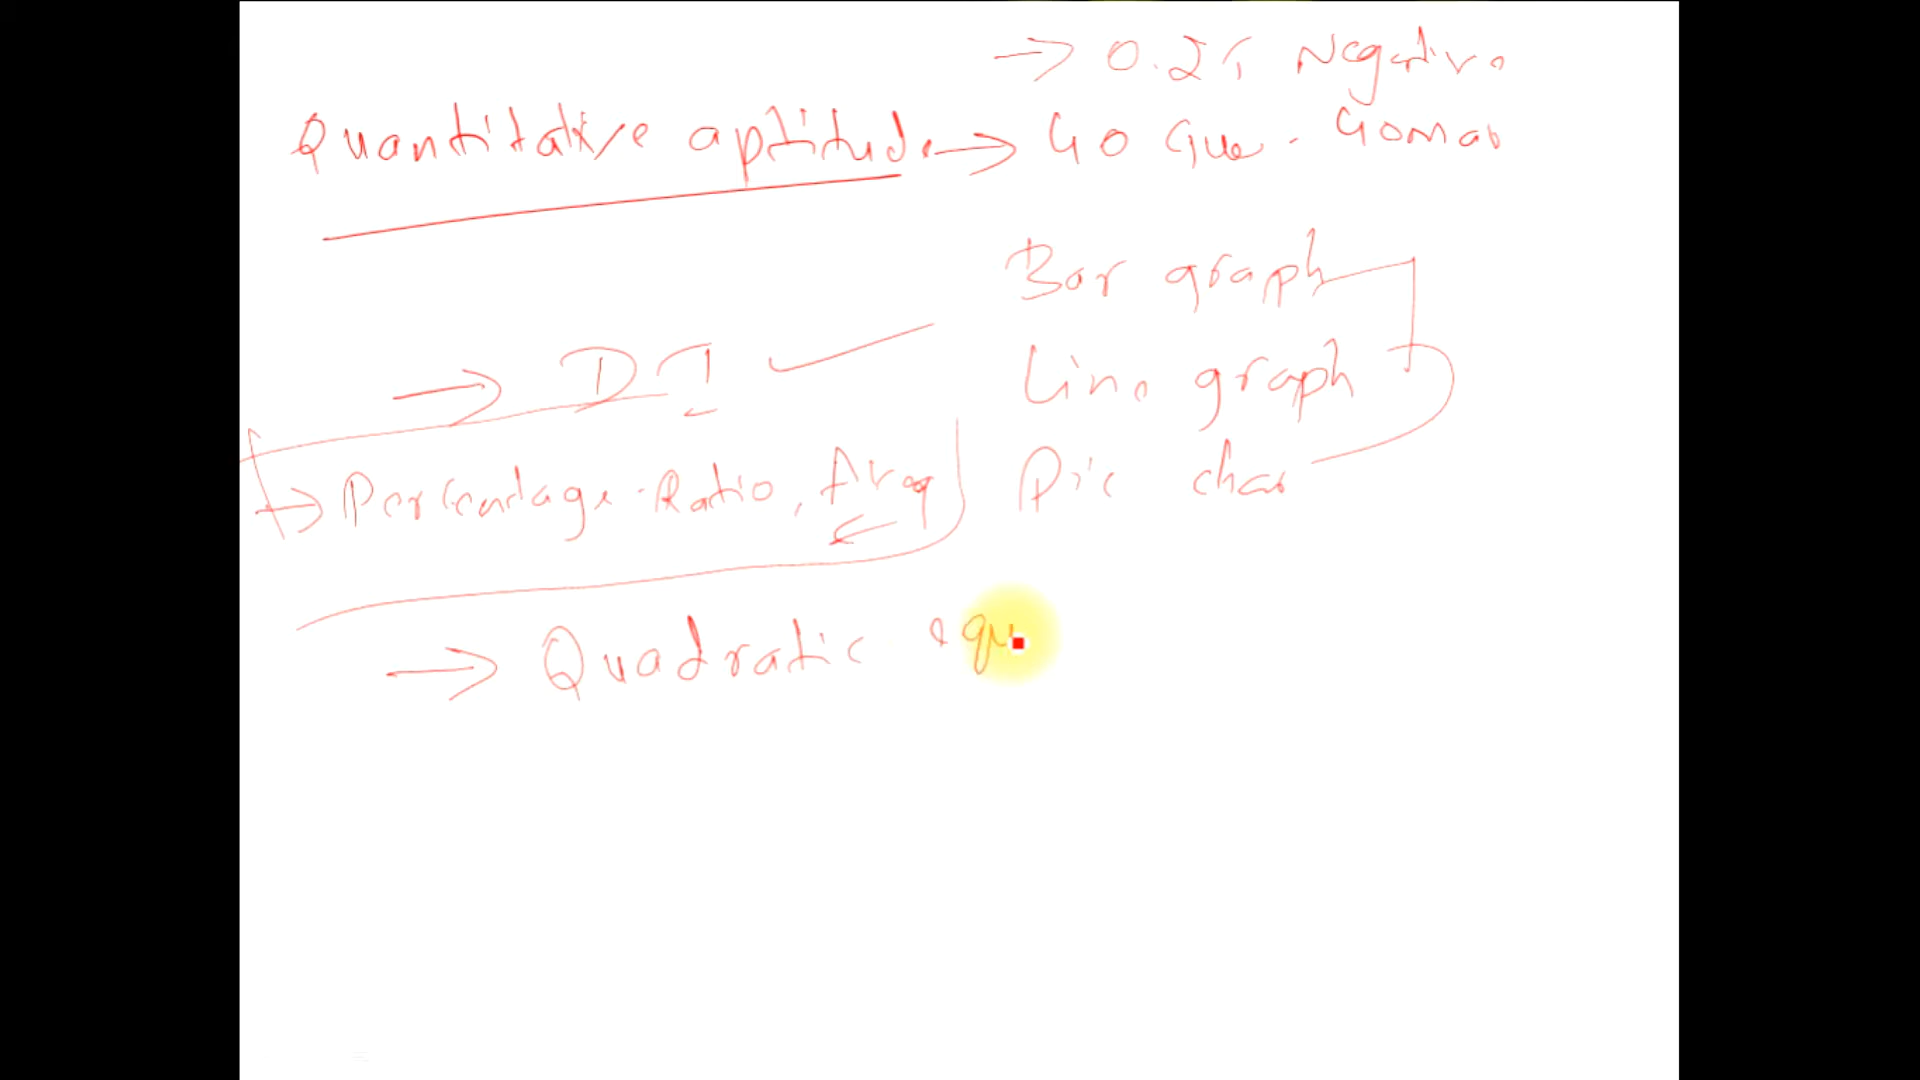 → 0.25 Negative
Quantitative aptitude → 40 Que - 40 Mar
Bar graph
→ DI
Line graph
→ Percentage - Ratio, Avg
Pie char
→ Quadratic equ